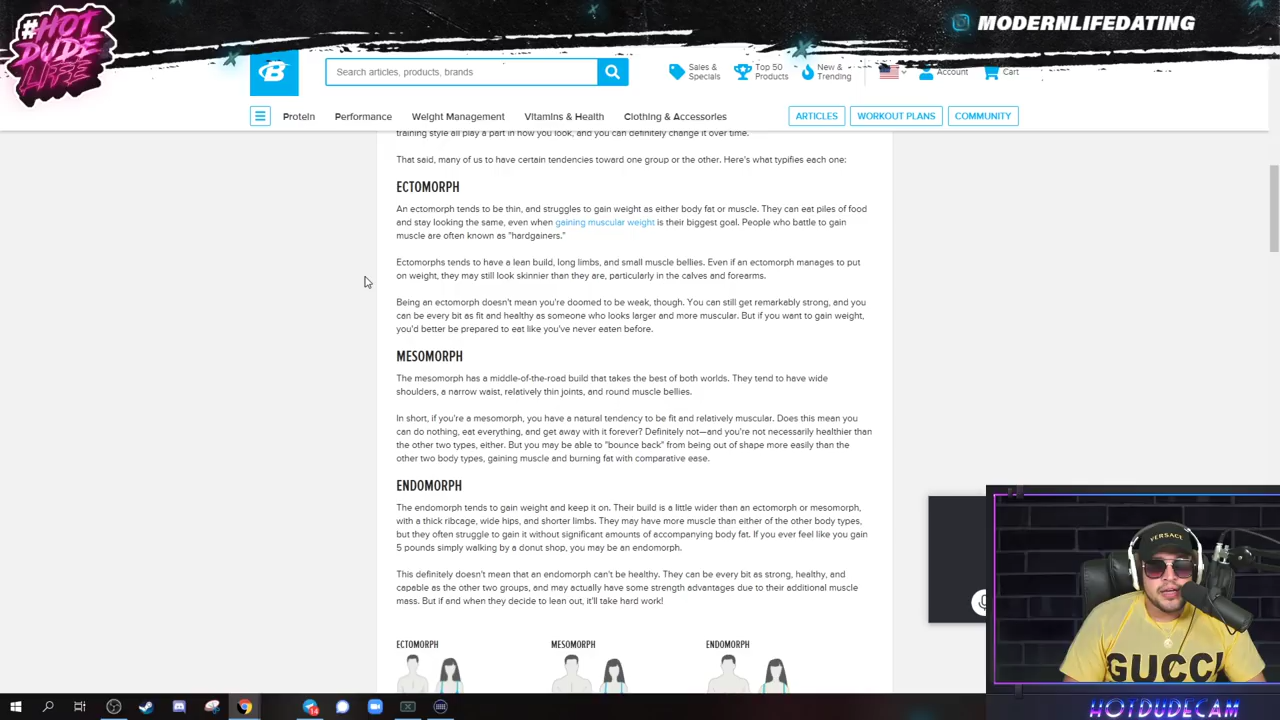 #HOT
DUDE
LIFE
MODERNLIFEDATING
B
Search articles, products, brands
Sales &
Specials
Top 50
Products
New &
Trending
Account
Cart
Protein
Performance
Weight Management
Vitamins & Health
Clothing & Accessories
ARTICLES
WORKOUT PLANS
COMMUNITY
training style all play a part in how you look, and you can definitely change it over time.
That said, many of us to have certain tendencies toward one group or the other. Here's what typifies each one:
ECTOMORPH
An ectomorph tends to be thin, and struggles to gain weight as either body fat or muscle. They can eat piles of food
and stay looking the same, even when gaining muscular weight is their biggest goal. People who battle to gain
muscle are often known as "hardgainers."
Ectomorphs tend to have a lean build, long limbs, and small muscle bellies. Even if an ectomorph manages to put
on weight, they may still look skinnier than they are, particularly in the calves and forearms.
Being an ectomorph doesn't mean you're doomed to be weak, though. You can still get remarkably strong, and you
can be every bit as fit and healthy as someone who looks larger and more muscular. But if you want to gain weight,
you'd better be prepared to eat like you've never eaten before.
MESOMORPH
The mesomorph has a middle-of-the-road build that takes the best of both worlds. They tend to have wide
shoulders, a narrow waist, relatively thin joints, and round muscle bellies.
In short, if you're a mesomorph, you have a natural tendency to be fit and relatively muscular. Does this mean you
can do nothing, eat everything, and get away with it forever? Definitely not—and you're not necessarily healthier than
the other two types, either. But you may be able to "bounce back" from being out of shape more easily than the
other two body types, gaining muscle and burning fat with comparative ease.
ENDOMORPH
The endomorph tends to gain weight and keep it on. Their build is a little wider than an ectomorph or mesomorph,
with a thick ribcage, wide hips, and shorter limbs. They may have more muscle than either of the other body types,
but they often struggle to gain it without significant amounts of accompanying body fat. If you ever feel like you gain
5 pounds simply walking by a donut shop, you may be an endomorph.
This definitely doesn't mean that an endomorph can't be healthy. They can be every bit as strong, healthy, and
capable as the other two groups, and may actually have some strength advantages due to their additional muscle
mass. But if and when they decide to lean out, it'll take hard work!
ECTOMORPH
MESOMORPH
ENDOMORPH
VERSACE
GUCCI
HOTDUDECAM
14